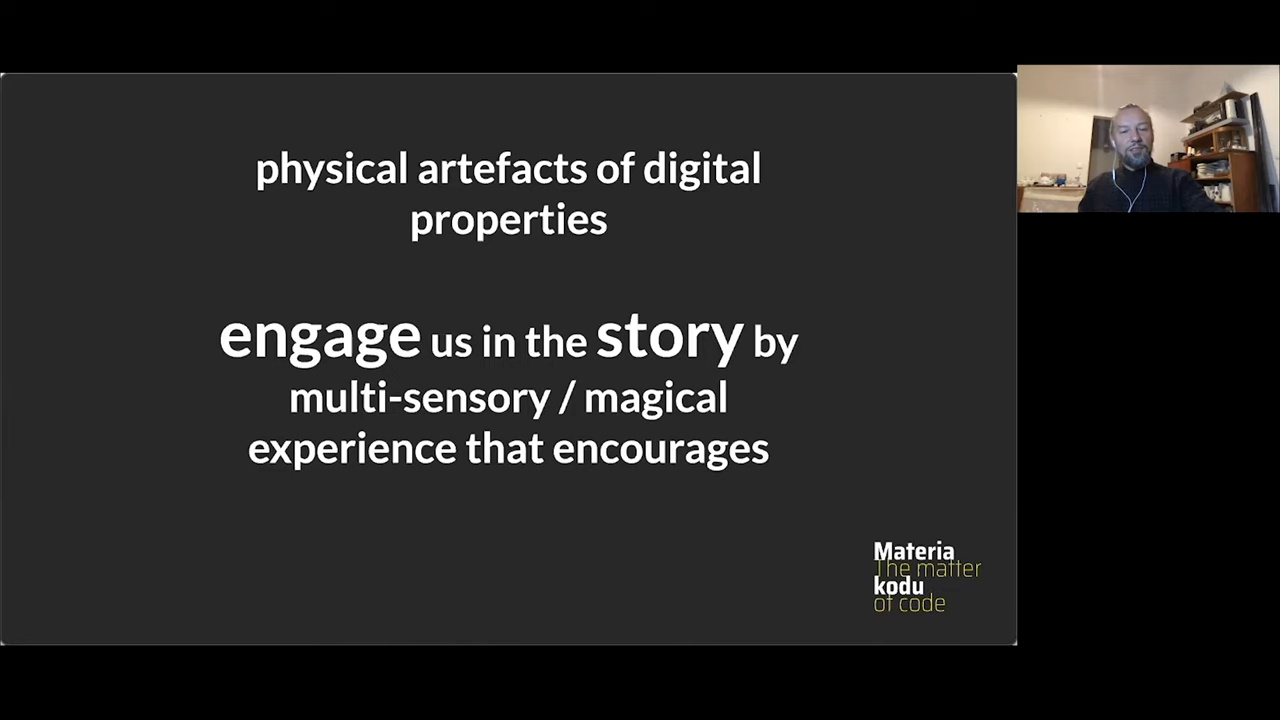 physical artefacts of digital
properties
engage us in the story by
multi-sensory / magical
experience that encourages
Materia
The matter
kodu
of code